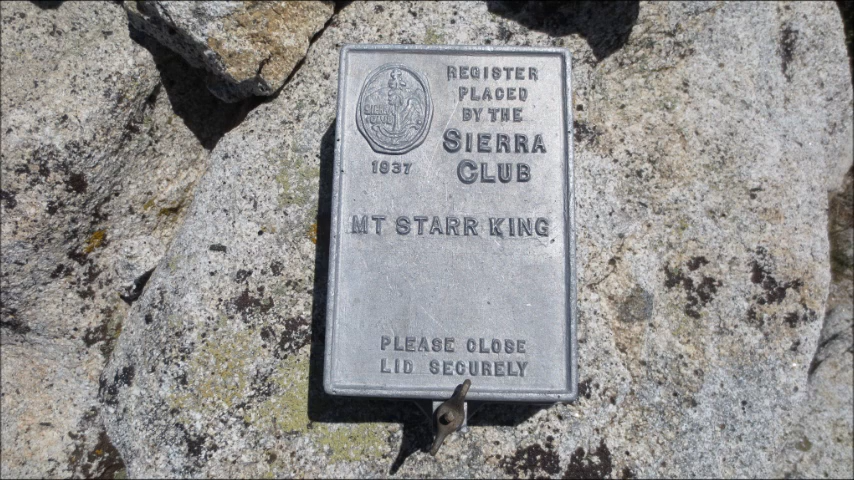 REGISTER
PLACED
BY THE
SIERRA
CLUB
1937
MT STARR KING
PLEASE CLOSE
LID SECURELY